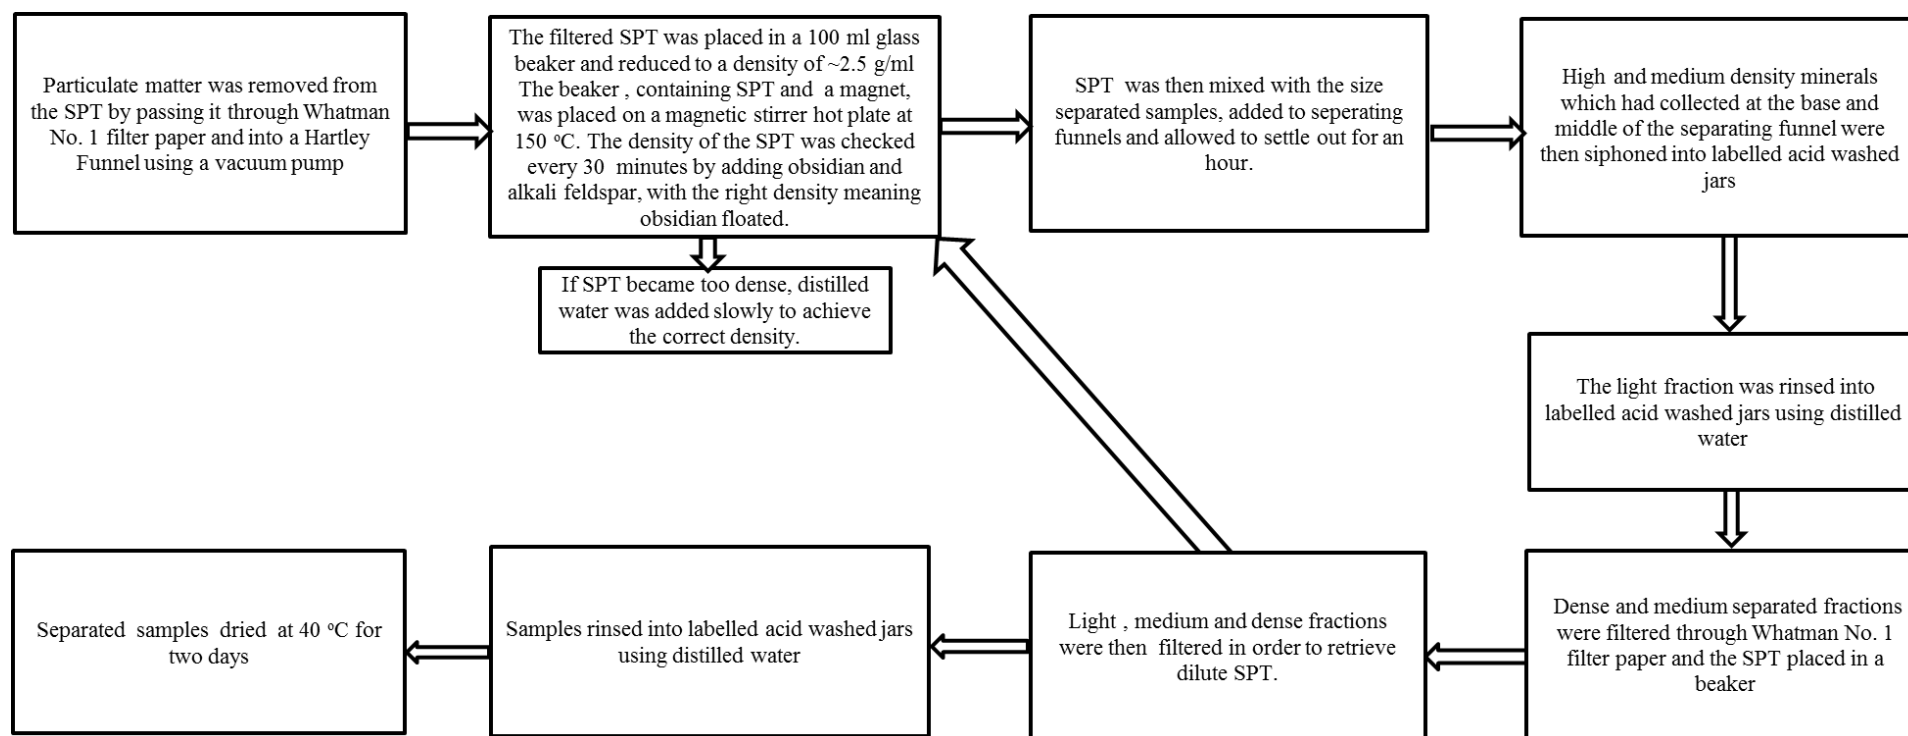 Particulate matter was removed from
the SPT by passing it through Whatman
No. 1 filter paper and into a Hartley
Funnel using a vacuum pump
The filtered SPT was placed in a 100 ml glass
beaker and reduced to a density of ~2.5 g/ml
The beaker , containing SPT and a magnet,
was placed on a magnetic stirrer hot plate at
150 °C. The density of the SPT was checked
every 30 minutes by adding obsidian and
alkali feldspar, with the right density meaning
obsidian floated.
If SPT became too dense, distilled
water was added slowly to achieve
the correct density.
SPT was then mixed with the size
separated samples, added to seperating
funnels and allowed to settle out for an
hour.
High and medium density minerals
which had collected at the base and
middle of the separating funnel were
then siphoned into labelled acid washed
jars
The light fraction was rinsed into
labelled acid washed jars using distilled
water
Dense and medium separated fractions
were filtered through Whatman No. 1
filter paper and the SPT placed in a
beaker
Light , medium and dense fractions
were then filtered in order to retrieve
dilute SPT.
Samples rinsed into labelled acid washed jars
using distilled water
Separated samples dried at 40 °C for
two days